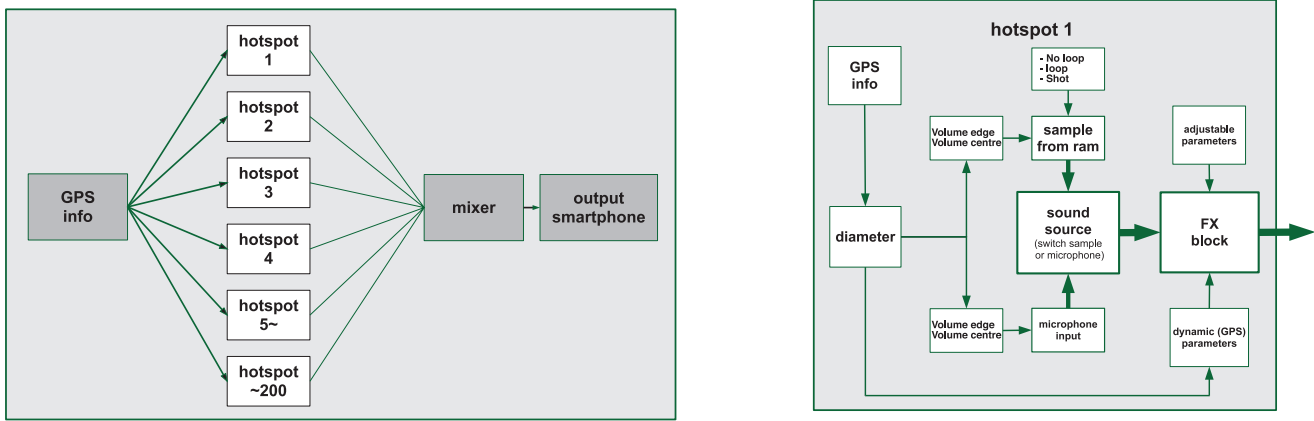 GPS
info
hotspot
1
hotspot
2
hotspot
3
hotspot
4
hotspot
5~
hotspot
~200
mixer
output
smartphone
hotspot 1
GPS
info
- No loop
- loop
- Shot
Volume edge
Volume centre
sample
from ram
adjustable
parameters
diameter
sound
source
(switch sample
or microphone)
FX
block
Volume edge
Volume centre
microphone
input
dynamic (GPS)
parameters